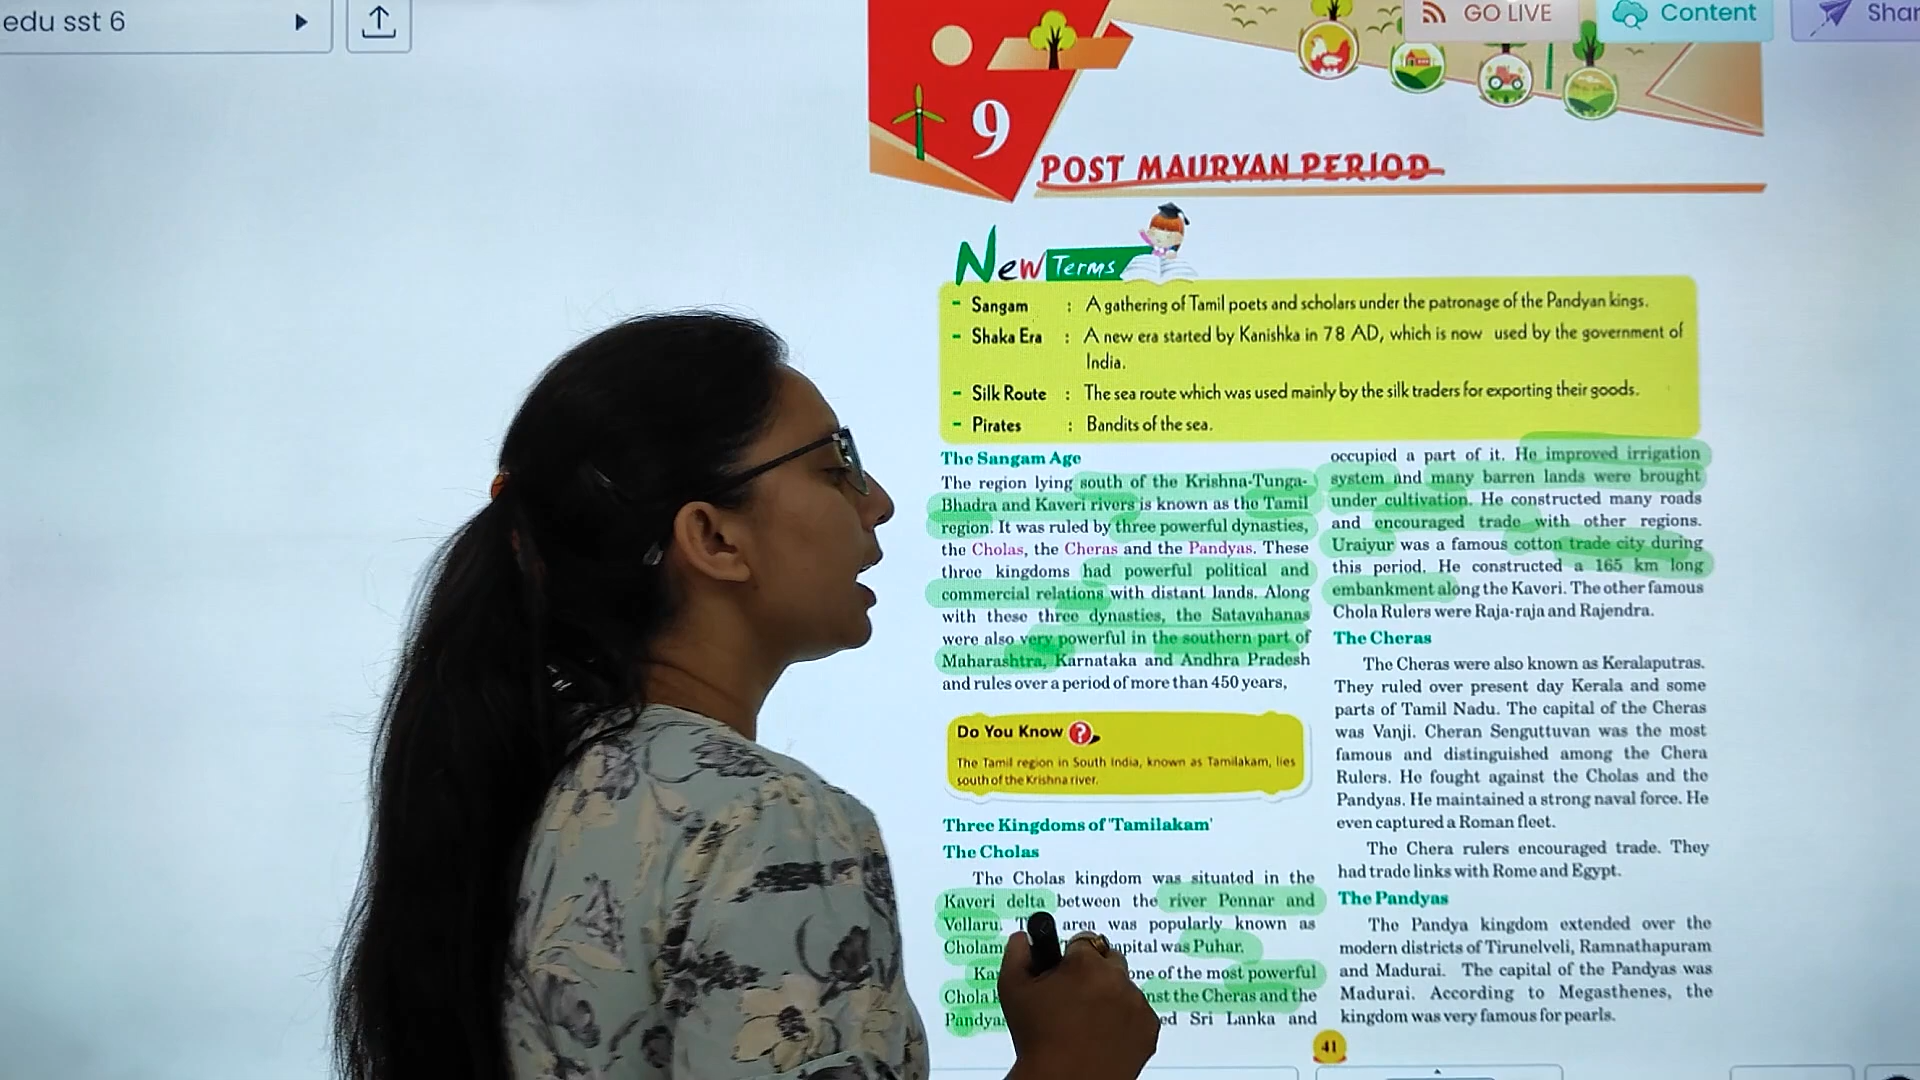 edu sst 6
GO LIVE
Content
Shar
9
POST MAURYAN PERIOD
New Terms
- Sangam : A gathering of Tamil poets and scholars under the patronage of the Pandyan kings.
- Shaka Era : A new era started by Kanishka in 78 AD, which is now used by the government of
India.
- Silk Route : The sea route which was used mainly by the silk traders for exporting their goods.
- Pirates : Bandits of the sea.
The Sangam Age
The region lying south of the Krishna-Tunga-
Bhadra and Kaveri rivers is known as the Tamil
region. It was ruled by three powerful dynasties,
the Cholas, the Cheras and the Pandyas. These
three kingdoms had powerful political and
commercial relations with distant lands. Along
with these three dynasties, the Satavahanas
were also very powerful in the southern part of
Maharashtra, Karnataka and Andhra Pradesh
and rules over a period of more than 450 years,
Do You Know ?
The Tamil region in South India, known as Tamilakam, lies
south of the Krishna river.
Three Kingdoms of 'Tamilakam'
The Cholas
The Cholas kingdom was situated in the
Kaveri delta between the river Pennar and
Vellaru. area was popularly known as
Cholam apital was Puhar.
Ka one of the most powerful
Chola nst the Cheras and the
Pandya ed Sri Lanka and
occupied a part of it. He improved irrigation
system and many barren lands were brought
under cultivation. He constructed many roads
and encouraged trade with other regions.
Uraiyur was a famous cotton trade city during
this period. He constructed a 165 km long
embankment along the Kaveri. The other famous
Chola Rulers were Raja-raja and Rajendra.
The Cheras
The Cheras were also known as Keralaputras.
They ruled over present day Kerala and some
parts of Tamil Nadu. The capital of the Cheras
was Vanji. Cheran Senguttuvan was the most
famous and distinguished among the Chera
Rulers. He fought against the Cholas and the
Pandyas. He maintained a strong naval force. He
even captured a Roman fleet.
The Chera rulers encouraged trade. They
had trade links with Rome and Egypt.
The Pandyas
The Pandya kingdom extended over the
modern districts of Tirunelveli, Ramnathapuram
and Madurai. The capital of the Pandyas was
Madurai. According to Megasthenes, the
kingdom was very famous for pearls.
41